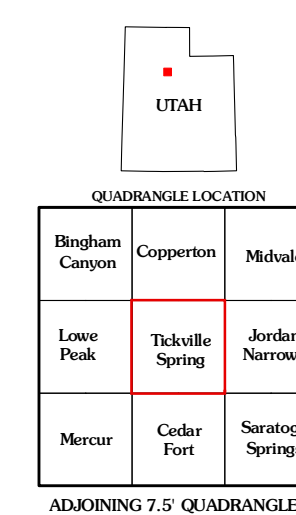 UTAH
QUADRANGLE LOCATION
Bingham
Canyon
Copperton
Midvale
Lowe
Peak
Tickville
Spring
Jordan
Narrow
Mercur
Cedar
Fort
Saratog
Spring
ADJOINING 7.5' QUADRANGLE